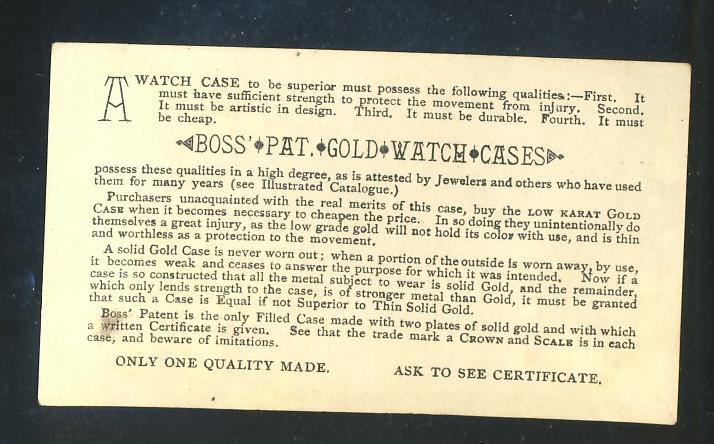 A WATCH CASE to be superior must possess the following qualities:—First. It
must have sufficient strength to protect the movement from injury. Second.
It must be artistic in design. Third. It must be durable. Fourth. It must
be cheap.
BOSS' PAT. GOLD WATCH CASES
possess these qualities in a high degree, as is attested by Jewelers and others who have used
them for many years (see Illustrated Catalogue.)
Purchasers unacquainted with the real merits of this case, buy the LOW KARAT GOLD
CASE when it becomes necessary to cheapen the price. In so doing they unintentionally do
themselves a great injury, as the low grade gold will not hold its color with use, and is thin
and worthless as a protection to the movement.
A solid Gold Case is never worn out; when a portion of the outside is worn away, by use,
it becomes weak and ceases to answer the purpose for which it was intended. Now if a
case is so constructed that all the metal subject to wear is solid Gold, and the remainder,
which only lends strength to the case, is of stronger metal than Gold, it must be granted
that such a Case is Equal if not Superior to Thin Solid Gold.
Boss' Patent is the only Filled Case made with two plates of solid gold and with which
a written Certificate is given. See that the trade mark a CROWN and SCALE is in each
case, and beware of imitations.
ONLY ONE QUALITY MADE. ASK TO SEE CERTIFICATE.